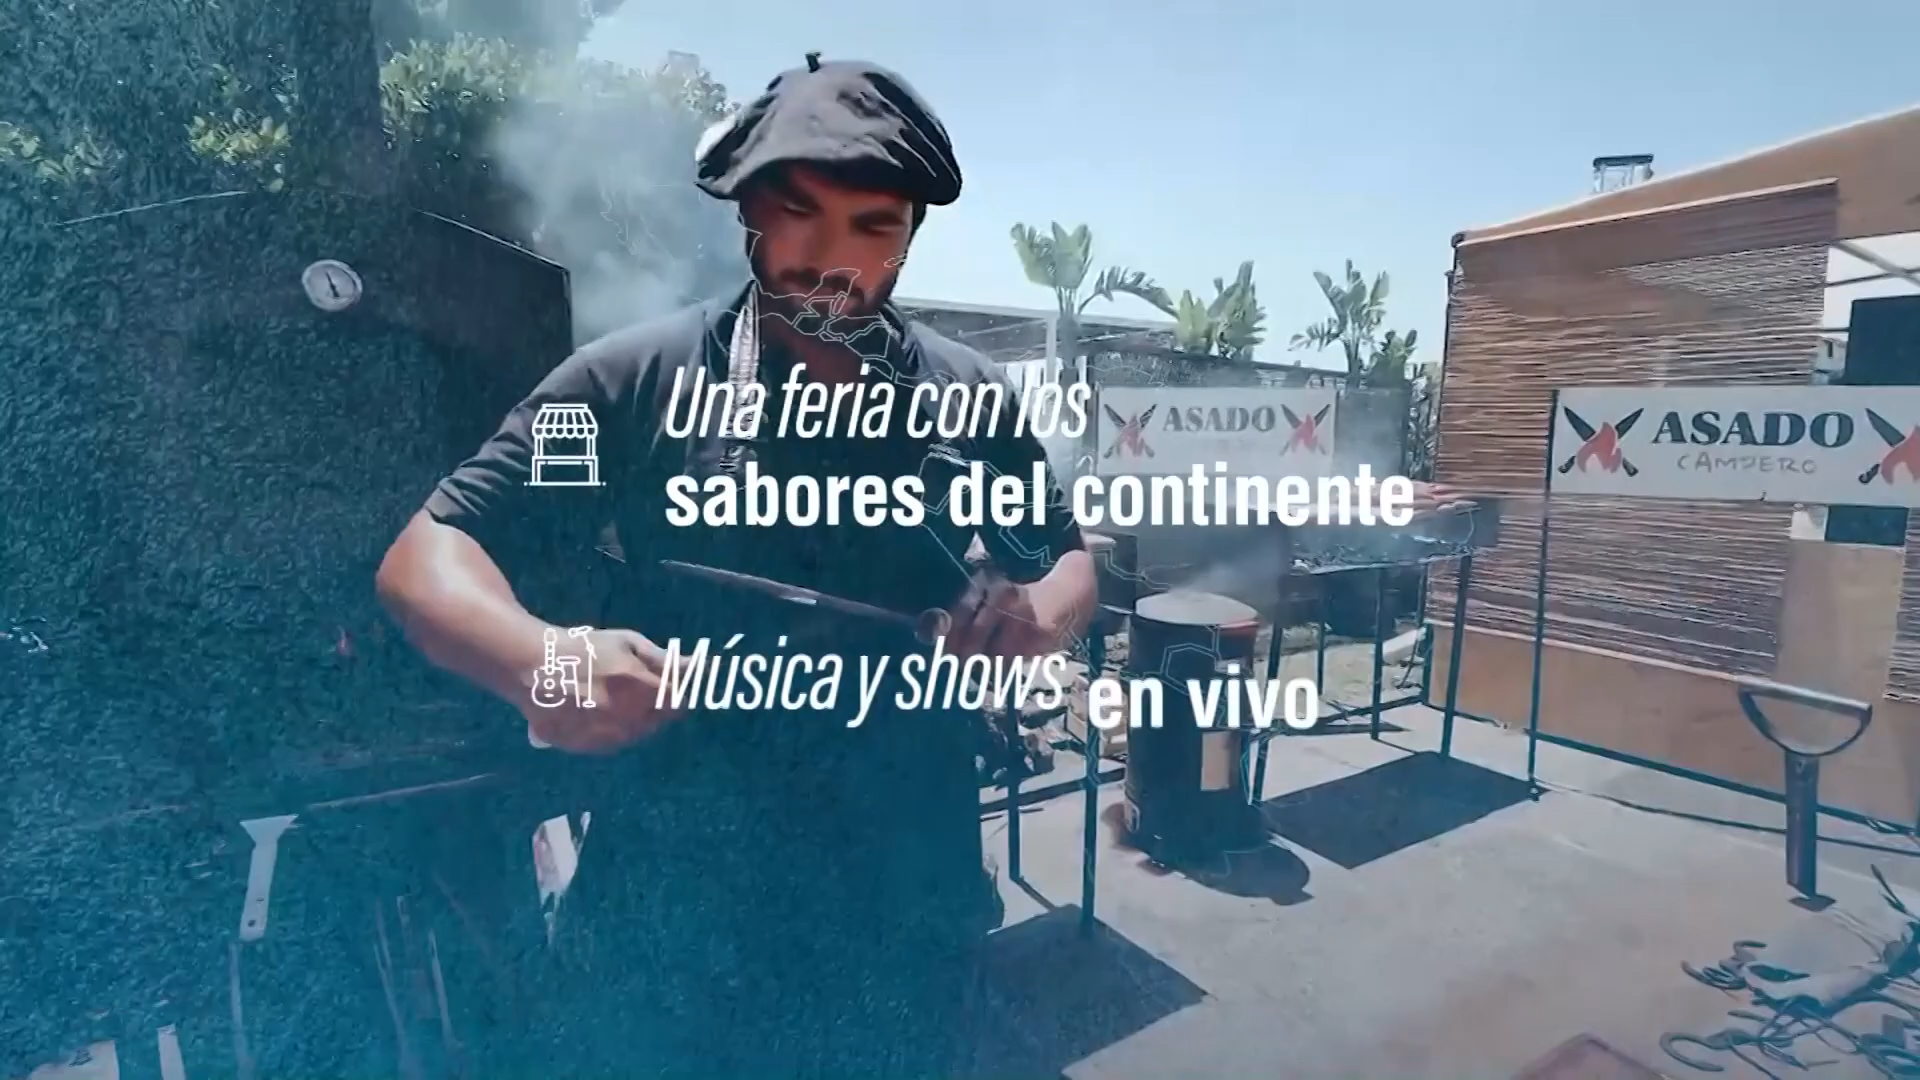 Una feria con los
sabores del continente
ASADO
ASADO
CAMPERO
Música y shows en vivo